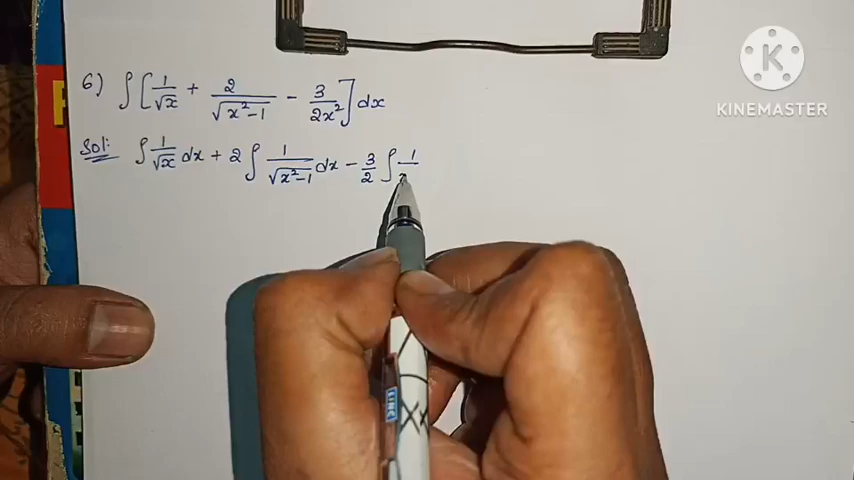 6) ∫[1/√x + 2/√(x²-1) - 3/2x²]dx
Sol: ∫1/√x dx + 2∫1/√(x²-1) dx - 3/2 ∫1/x
K
KINEMASTER
LINC